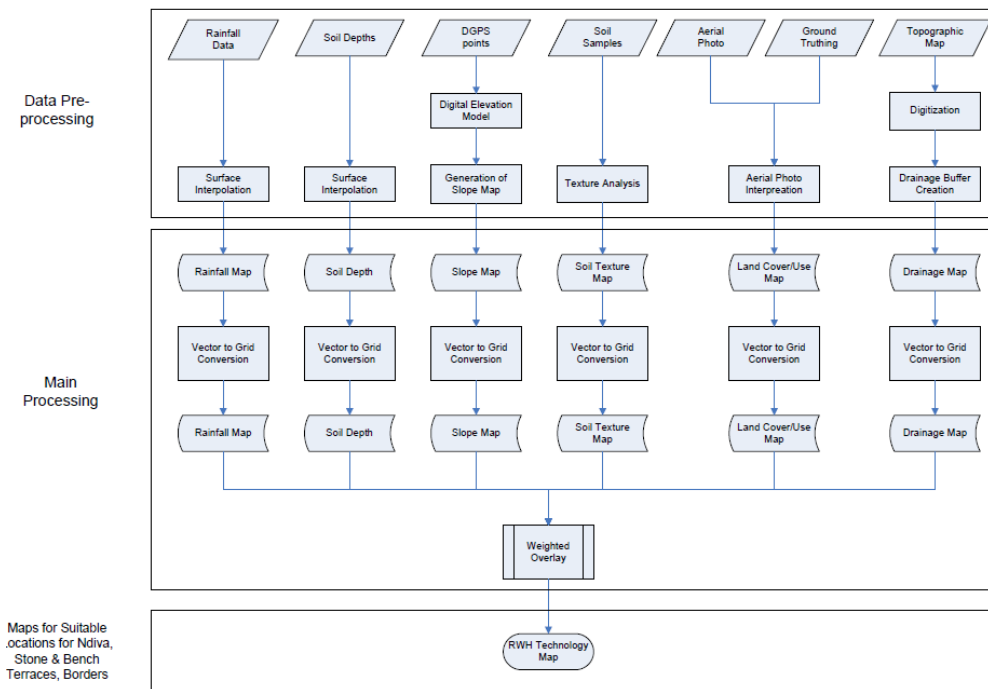 Rainfall
Data
Soil Depths
DGPS
points
Soil
Samples
Aerial
Photo
Ground
Truthing
Topographic
Map
Data Pre-
processing
Digital Elevation
Model
Digitization
Surface
Interpolation
Surface
Interpolation
Generation of
Slope Map
Texture Analysis
Aerial Photo
Interpreation
Drainage Buffer
Creation
Main
Processing
Rainfall Map
Soil Depth
Slope Map
Soil Texture
Map
Land Cover/Use
Map
Drainage Map
Vector to Grid
Conversion
Vector to Grid
Conversion
Vector to Grid
Conversion
Vector to Grid
Conversion
Vector to Grid
Conversion
Vector to Grid
Conversion
Rainfall Map
Soil Depth
Slope Map
Soil Texture
Map
Land Cover/Use
Map
Drainage Map
Weighted
Overlay
Maps for Suitable
.ocations for Ndiva,
Stone & Bench
Terraces, Borders
RWH Technology
Map